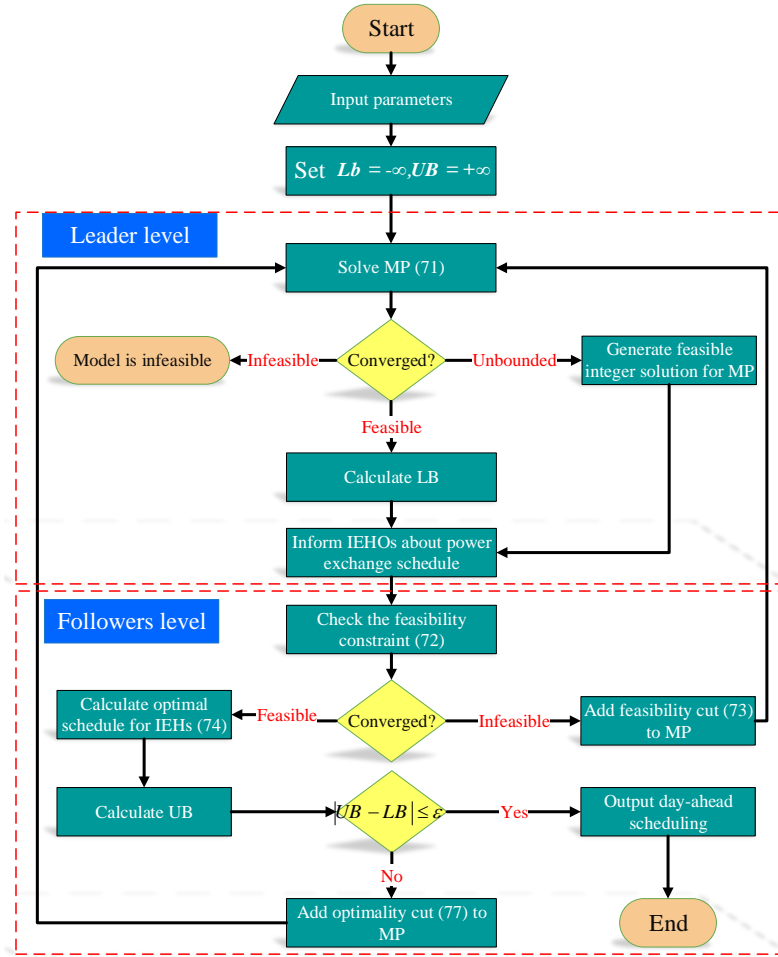 Start
Input parameters
Set Lb = -∞,UB = +∞
Leader level
Solve MP (71)
Model is infeasible
Infeasible
Converged?
Unbounded
Generate feasible
integer solution for MP
Feasible
Calculate LB
Inform IEHOs about power
exchange schedule
Followers level
Check the feasibility
constraint (72)
Calculate optimal
schedule for IEHs (74)
Feasible
Converged?
Infeasible
Add feasibility cut (73)
to MP
Calculate UB
|UB − LB| ≤ ε
Yes
Output day-ahead
scheduling
No
Add optimality cut (77) to
MP
End